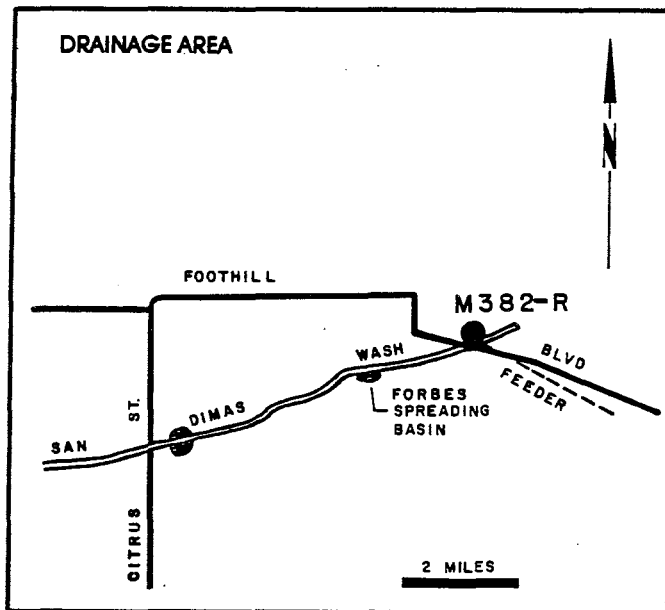 DRAINAGE AREA
N
FOOTHILL
M382-R
BLVD
FEEDER
WASH
FORBES
SPREADING
BASIN
DIMAS
SAN
ST.
CITRUS
2 MILES